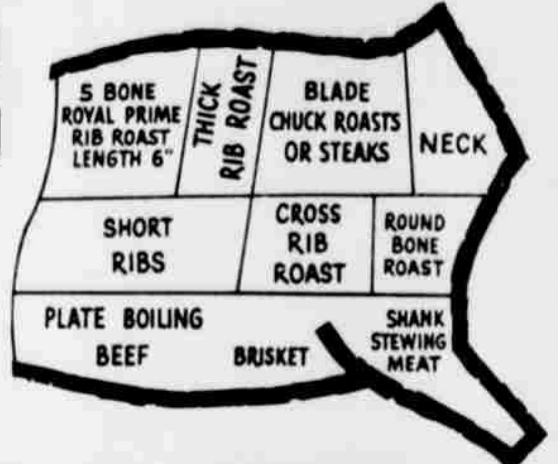 5 BONE
ROYAL PRIME
RIB ROAST
LENGTH 6"
THICK
RIB ROAST
BLADE
CHUCK ROASTS
OR STEAKS
NECK
SHORT
RIBS
CROSS
RIB
ROAST
ROUND
BONE
ROAST
PLATE BOILING
BEEF
BRISKET
SHANK
STEWING
MEAT